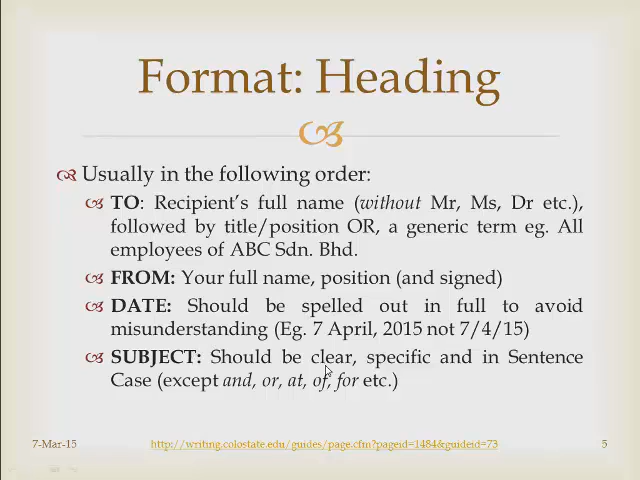 Format: Heading
Usually in the following order:
TO: Recipient's full name (without Mr, Ms, Dr etc.),
followed by title/position OR, a generic term eg. All
employees of ABC Sdn. Bhd.
FROM: Your full name, position (and signed)
DATE: Should be spelled out in full to avoid
misunderstanding (Eg. 7 April, 2015 not 7/4/15)
SUBJECT: Should be clear, specific and in Sentence
Case (except and, or, at, of, for etc.)
7-Mar-15 http://writing.colostate.edu/guides/page.cfm?pageid=1484&guideid=73 5